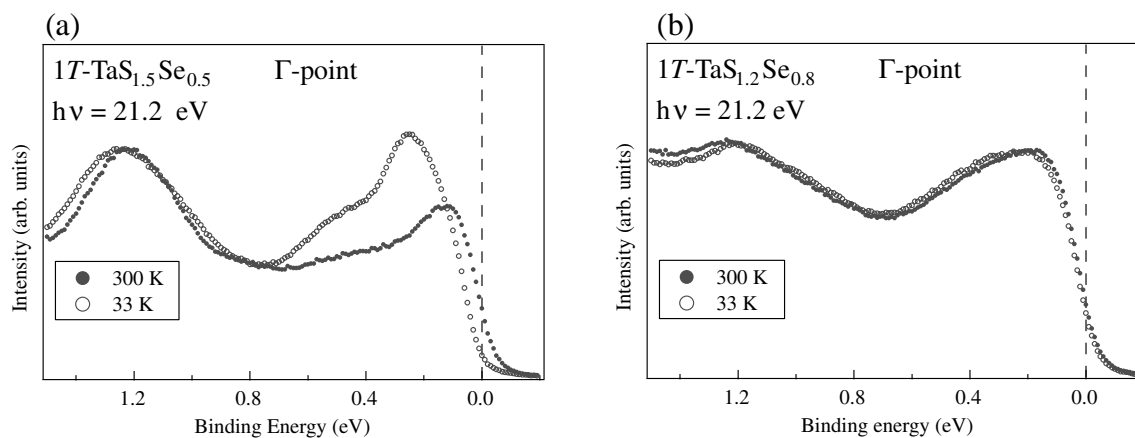 (a)
1T-TaS1.5Se0.5 Γ-point
hν = 21.2 eV
Intensity (arb. units)
300 K
33 K
1.2 0.8 0.4 0.0
Binding Energy (eV)
(b)
1T-TaS1.2Se0.8 Γ-point
hν = 21.2 eV
Intensity (arb. units)
300 K
33 K
1.2 0.8 0.4 0.0
Binding energy (eV)